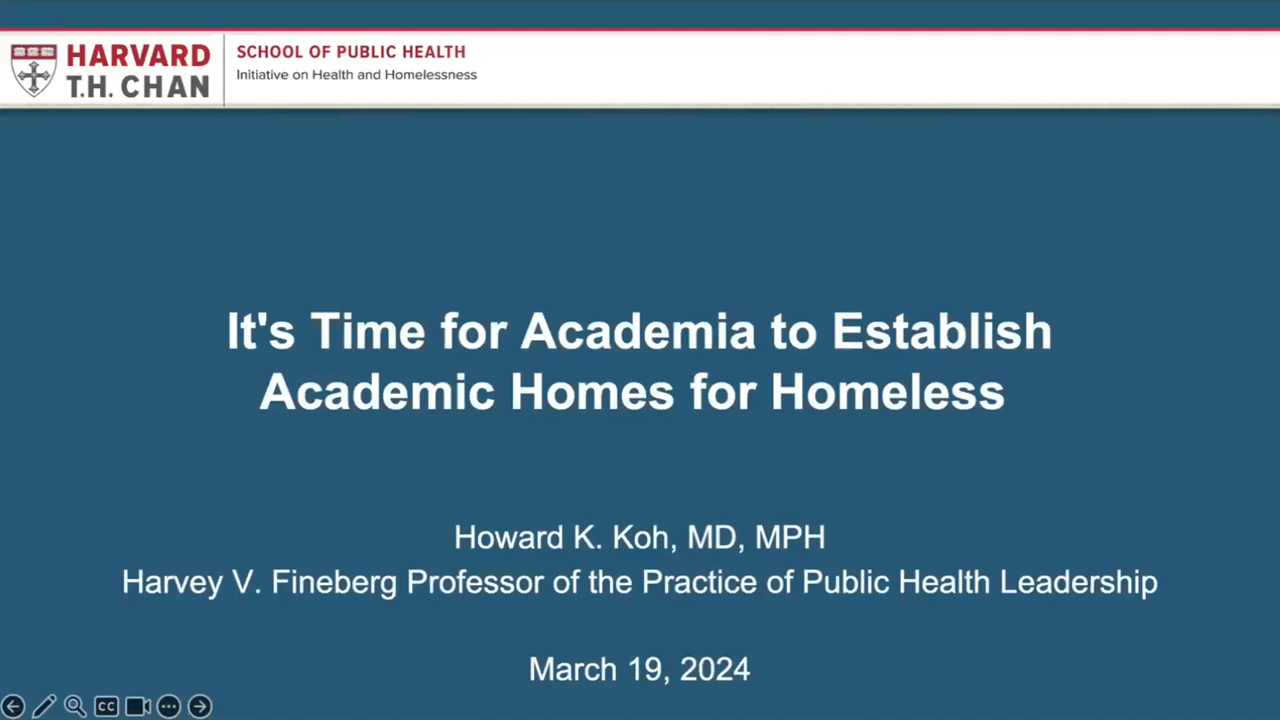 HARVARD
T.H. CHAN
SCHOOL OF PUBLIC HEALTH
Initiative on Health and Homelessness
It's Time for Academia to Establish
Academic Homes for Homeless
Howard K. Koh, MD, MPH
Harvey V. Fineberg Professor of the Practice of Public Health Leadership
March 19, 2024
CC